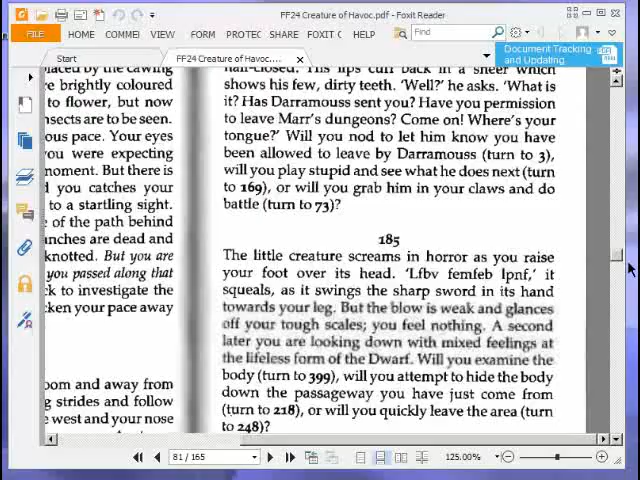 FF24 Creature of Havoc.pdf - Foxit Reader
FILE HOME COMME VIEW FORM PROTEC SHARE FOXIT C Find
Document Tracking and Updating
Start FF24 Creature of Havoc.pdf
placed by the cawing
e brightly coloured
to flower, but now
nsects are to be seen.
ous pace. Your eyes
you were expecting
moment. But there is
d you catches your
to a startling sight.
e of the path behind
anches are dead and
knotted. But you are
you passed along that
ck to investigate the
cken your pace away
oom and away from
g strides and follow
e west and your nose
half-closed. His lips curl back in a sneer which
shows his few, dirty teeth. ‘Well?’ he asks. ‘What is
it? Has Darramouss sent you? Have you permission
to leave Marr's dungeons? Come on! Where's your
tongue?’ Will you nod to let him know you have
been allowed to leave by Darramouss (turn to 3),
will you play stupid and see what he does next (turn
to 169), or will you grab him in your claws and do
battle (turn to 73)?
185
The little creature screams in horror as you raise
your foot over its head. ‘Lfbv femfeb lpnf,’ it
squeals, as it swings the sharp sword in its hand
towards your leg. But the blow is weak and glances
off your tough scales; you feel nothing. A second
later you are looking down with mixed feelings at
the lifeless form of the Dwarf. Will you examine the
body (turn to 399), will you attempt to hide the body
down the passageway you have just come from
(turn to 218), or will you quickly leave the area (turn
to 248)?
81 / 165 125.00%